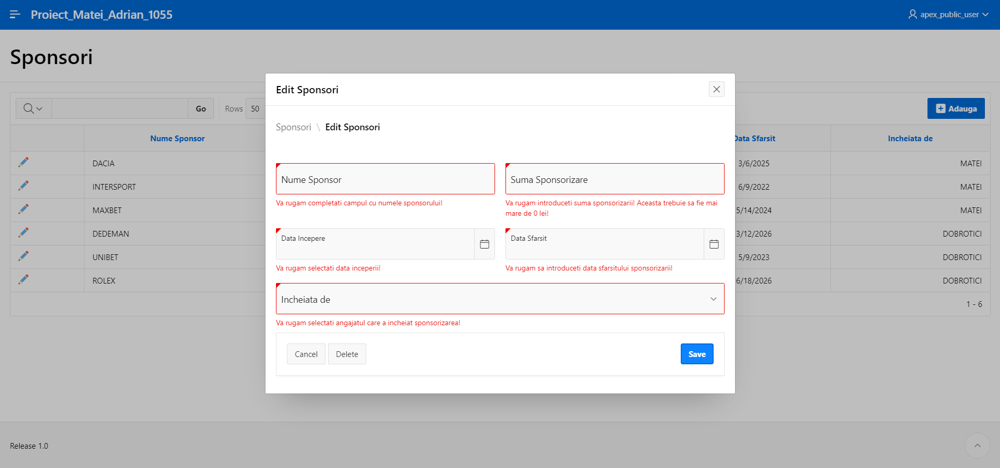 Proiect_Matei_Adrian_1055
apex_public_user
Sponsori
Go
Rows
50
Adauga
Nume Sponsor
Data Sfarsit
Incheiata de
DACIA
3/6/2025
MATEI
INTERSPORT
6/9/2022
MATEI
MAXBET
5/14/2024
MATEI
DEDEMAN
3/12/2026
DOBROTICI
UNIBET
5/9/2023
DOBROTICI
ROLEX
6/18/2026
DOBROTICI
1 - 6
Edit Sponsori
Sponsori \ Edit Sponsori
Nume Sponsor
Va rugam completati campul cu numele sponsorului!
Suma Sponsorizare
Va rugam introduceti suma sponsorizarii! Aceasta trebuie sa fie mai
mare de 0 lei!
Data Incepere
Va rugam selectati data inceperii!
Data Sfarsit
Va rugam sa introduceti data sfarsitului sponsorizarii!
Incheiata de
Va rugam selectati angajatul care a incheiat sponsorizarea!
Cancel
Delete
Save
Release 1.0